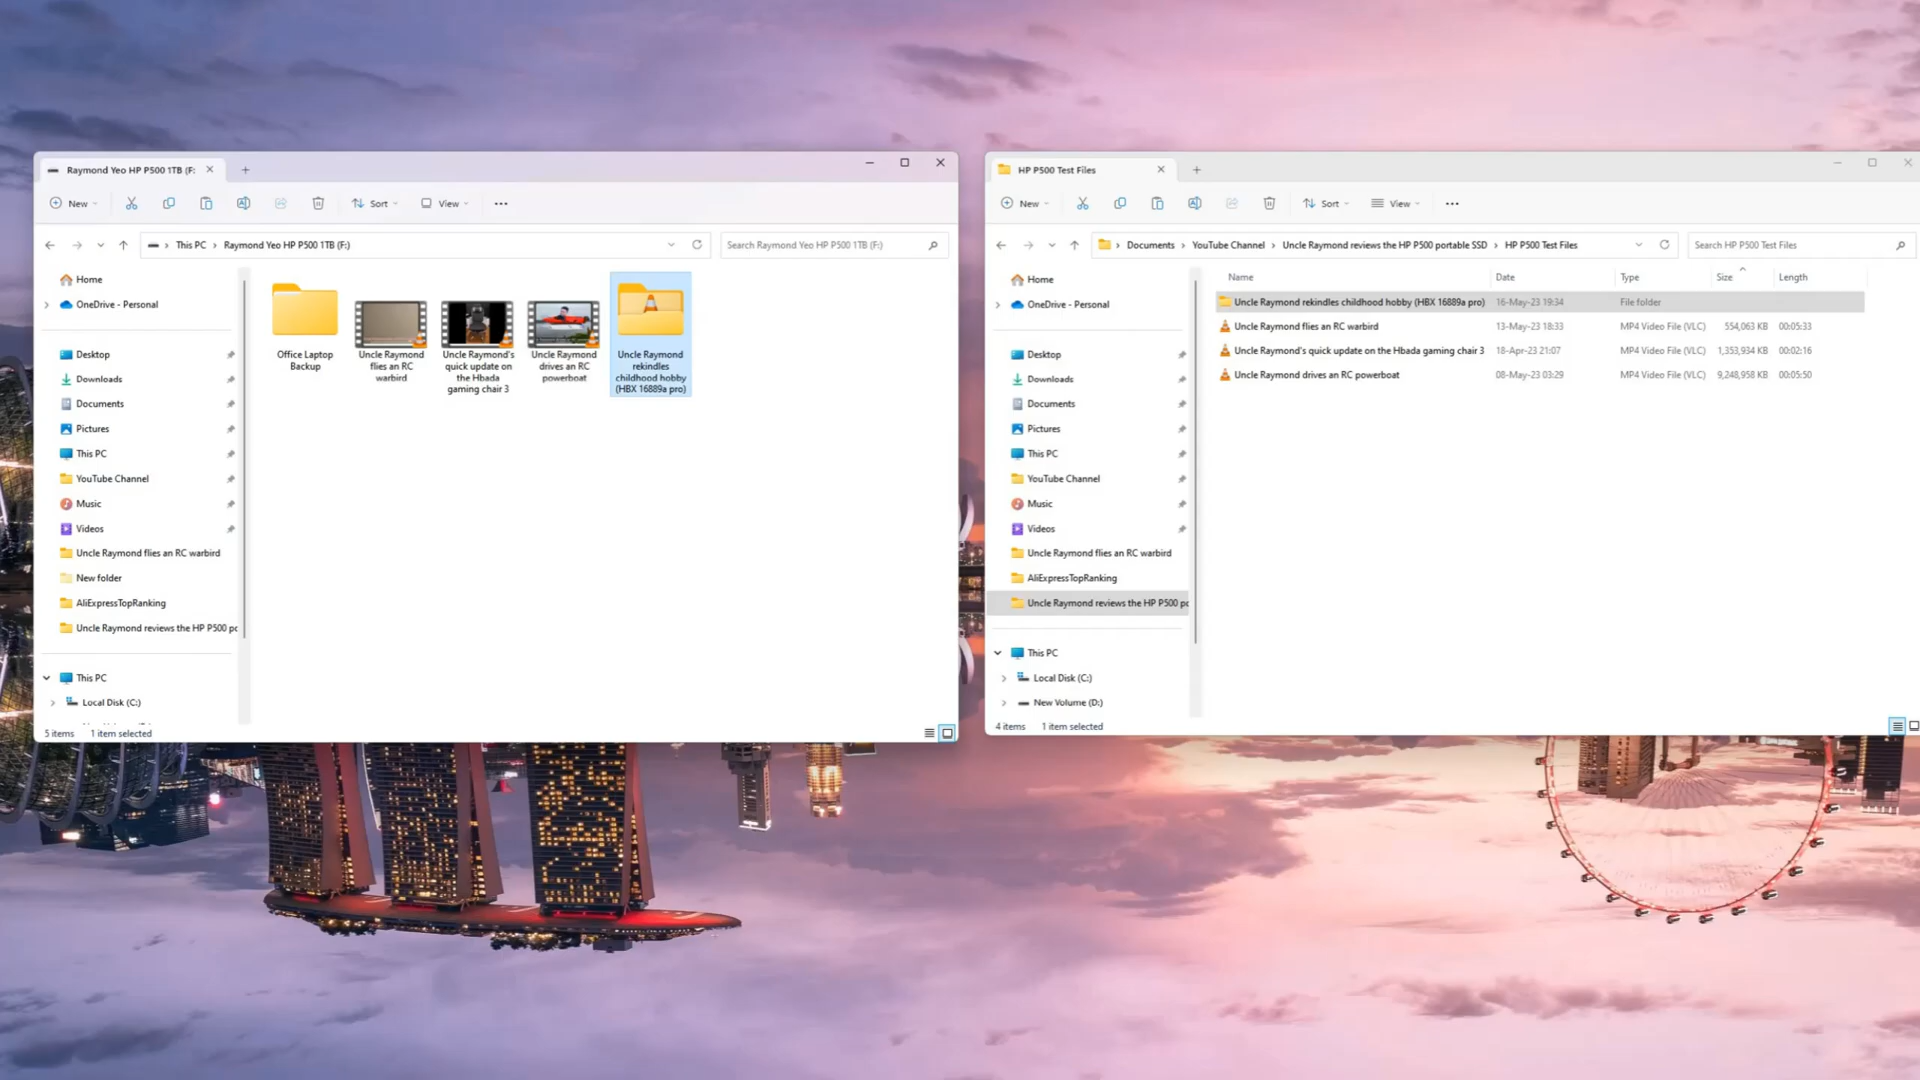 Raymond Yeo HP P500 1TB (F:
New
Sort
View
This PC > Raymond Yeo HP P500 1TB (F:)
Search Raymond Yeo HP P500 1TB (F:)
Home
OneDrive - Personal
Desktop
Downloads
Documents
Pictures
This PC
YouTube Channel
Music
Videos
Uncle Raymond flies an RC warbird
New folder
AliExpressTopRanking
Uncle Raymond reviews the HP P500 po
This PC
Local Disk (C:)
Office Laptop
Backup
Uncle Raymond
flies an RC
warbird
Uncle Raymond's
quick update on
the Hbada
gaming chair 3
Uncle Raymond
drives an RC
powerboat
Uncle Raymond
rekindles
childhood hobby
(HBX 16889a pro)
5 items 1 item selected
HP P500 Test Files
New
Sort
View
Documents > YouTube Channel > Uncle Raymond reviews the HP P500 portable SSD > HP P500 Test Files
Search HP P500 Test Files
Home
OneDrive - Personal
Desktop
Downloads
Documents
Pictures
This PC
YouTube Channel
Music
Videos
Uncle Raymond flies an RC warbird
AliExpressTopRanking
Uncle Raymond reviews the HP P500 po
This PC
Local Disk (C:)
New Volume (D:)
Name Date Type Size Length
Uncle Raymond rekindles childhood hobby (HBX 16889a pro) 16-May-23 19:34 File folder
Uncle Raymond flies an RC warbird 13-May-23 18:33 MP4 Video File (VLC) 554,063 KB 00:05:33
Uncle Raymond's quick update on the Hbada gaming chair 3 18-Apr-23 21:07 MP4 Video File (VLC) 1,353,934 KB 00:02:16
Uncle Raymond drives an RC powerboat 08-May-23 03:29 MP4 Video File (VLC) 9,248,958 KB 00:05:50
4 items 1 item selected